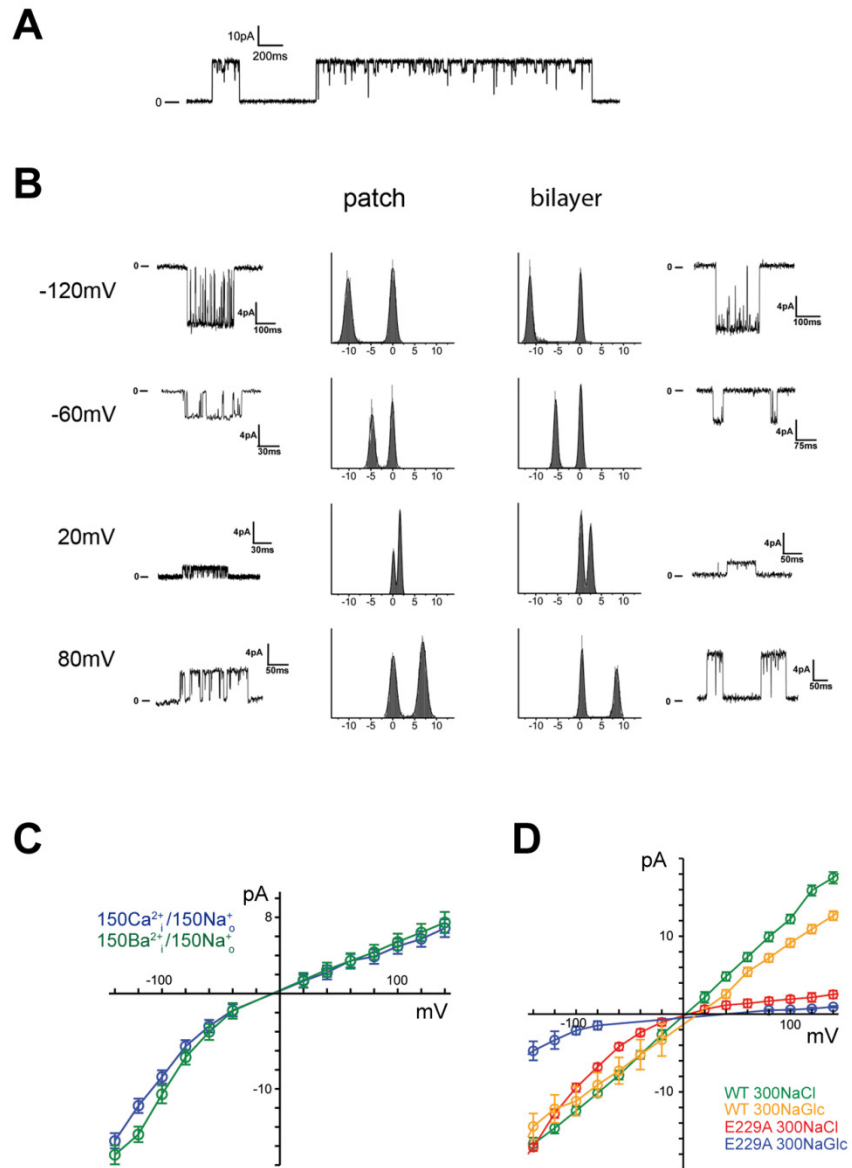 A
10pA
200ms
0
B
patch
bilayer
-120mV
0
4pA
100ms
-10 -5 0 5 10
-10 -5 0 5 10
0
4pA
100ms
-60mV
0
4pA
30ms
-10 -5 0 5 10
-10 -5 0 5 10
0
4pA
75ms
20mV
4pA
30ms
0
-10 -5 0 5 10
-10 -5 0 5 10
4pA
50ms
0
80mV
4pA
50ms
0
-10 -5 0 5 10
-10 -5 0 5 10
4pA
50ms
0
C
D
pA
8
150Ca2+i/150Na+o
150Ba2+i/150Na+o
-100
100
mV
-10
pA
10
-100
100
mV
-10
WT 300NaCl
WT 300NaGlc
E229A 300NaCl
E229A 300NaGlc